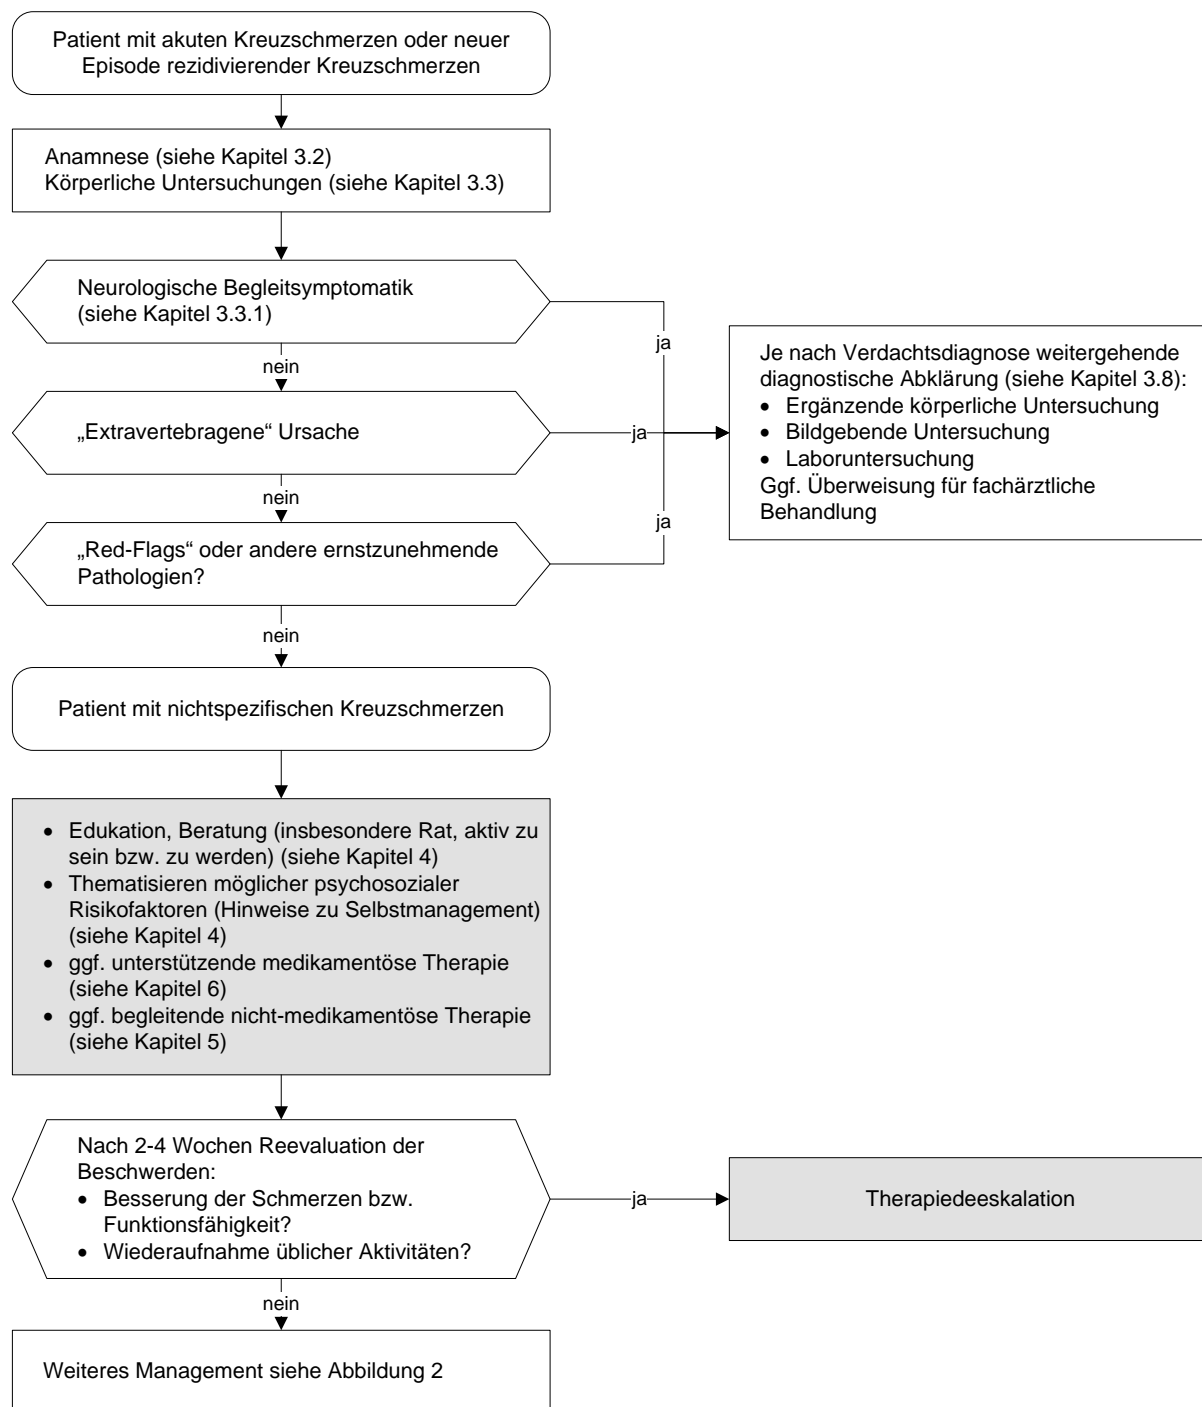 Patient mit akuten Kreuzschmerzen oder neuer
Episode rezidivierender Kreuzschmerzen
Anamnese (siehe Kapitel 3.2)
Körperliche Untersuchungen (siehe Kapitel 3.3)
Neurologische Begleitsymptomatik
(siehe Kapitel 3.3.1)
ja
nein
„Extravertebragene“ Ursache
ja
nein
„Red-Flags“ oder andere ernstzunehmende
Pathologien?
ja
Je nach Verdachtsdiagnose weitergehende
diagnostische Abklärung (siehe Kapitel 3.8):
• Ergänzende körperliche Untersuchung
• Bildgebende Untersuchung
• Laboruntersuchung
Ggf. Überweisung für fachärztliche
Behandlung
nein
Patient mit nichtspezifischen Kreuzschmerzen
• Edukation, Beratung (insbesondere Rat, aktiv zu
sein bzw. zu werden) (siehe Kapitel 4)
• Thematisieren möglicher psychosozialer
Risikofaktoren (Hinweise zu Selbstmanagement)
(siehe Kapitel 4)
• ggf. unterstützende medikamentöse Therapie
(siehe Kapitel 6)
• ggf. begleitende nicht-medikamentöse Therapie
(siehe Kapitel 5)
Nach 2-4 Wochen Reevaluation der
Beschwerden:
• Besserung der Schmerzen bzw.
Funktionsfähigkeit?
• Wiederaufnahme üblicher Aktivitäten?
ja
Therapiedeeskalation
nein
Weiteres Management siehe Abbildung 2